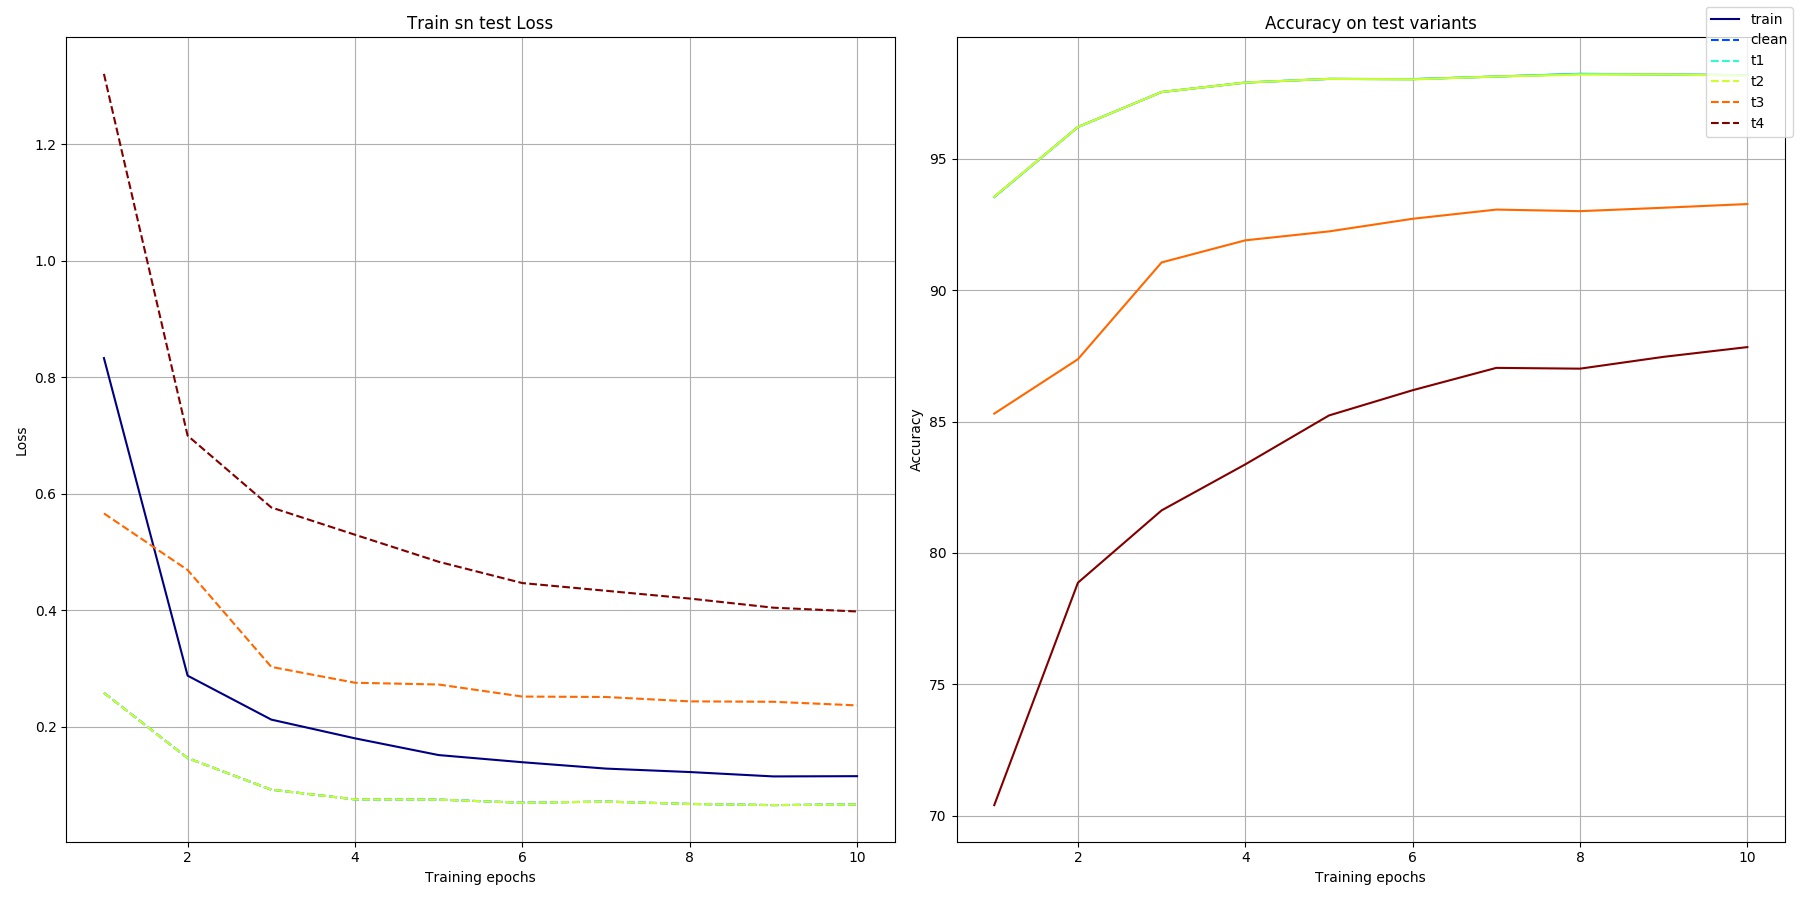 Train sn test Loss
Loss
1.2
1.0
0.8
0.6
0.4
0.2
2 4 6 8 10
Training epochs
Accuracy on test variants
Accuracy
95
90
85
80
75
70
2 4 6 8 10
Training epochs
train
clean
t1
t2
t3
t4